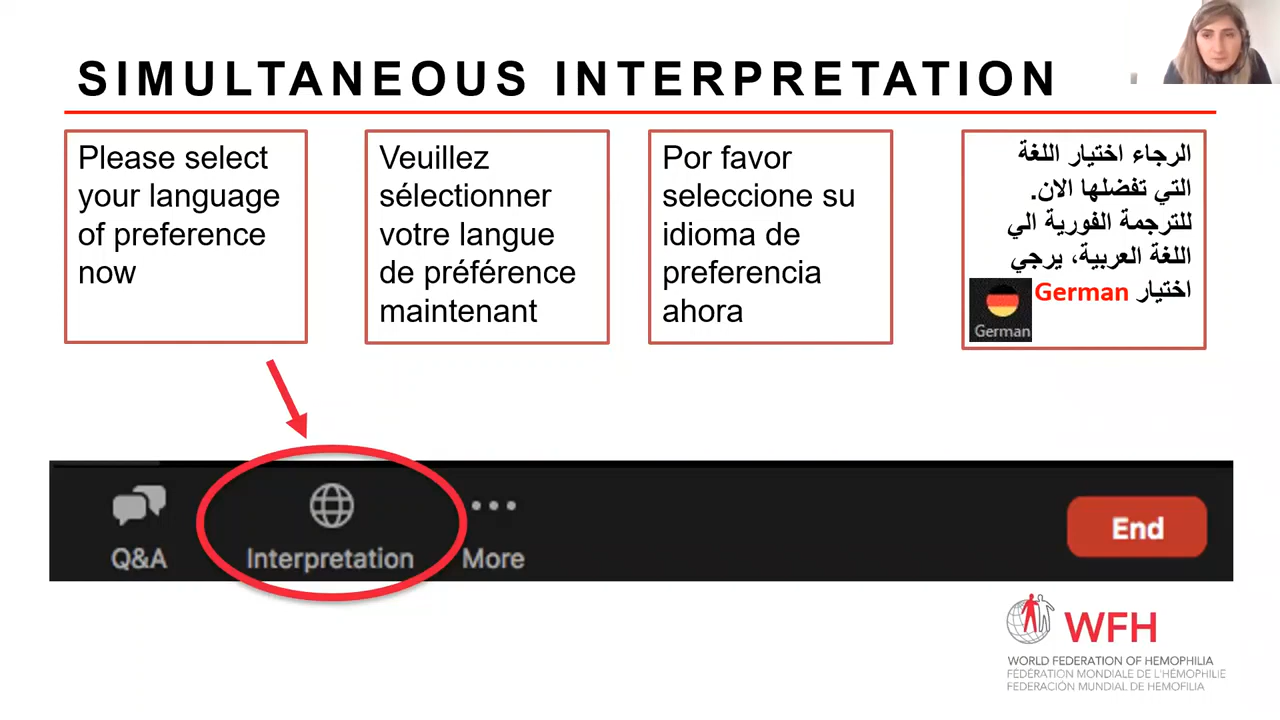 SIMULTANEOUS INTERPRETATION
Please select
your language
of preference
now
Veuillez
sélectionner
votre langue
de préférence
maintenant
Por favor
seleccione su
idioma de
preferencia
ahora
الرجاء اختيار اللغة
التي تفضلها الان.
للترجمة الفورية الي
اللغة العربية، يرجي
اختيار German
German
Q&A
Interpretation
More
End
WFH
WORLD FEDERATION OF HEMOPHILIA
FÉDÉRATION MONDIALE DE L'HÉMOPHILIE
FEDERACIÓN MUNDIAL DE HEMOFILIA